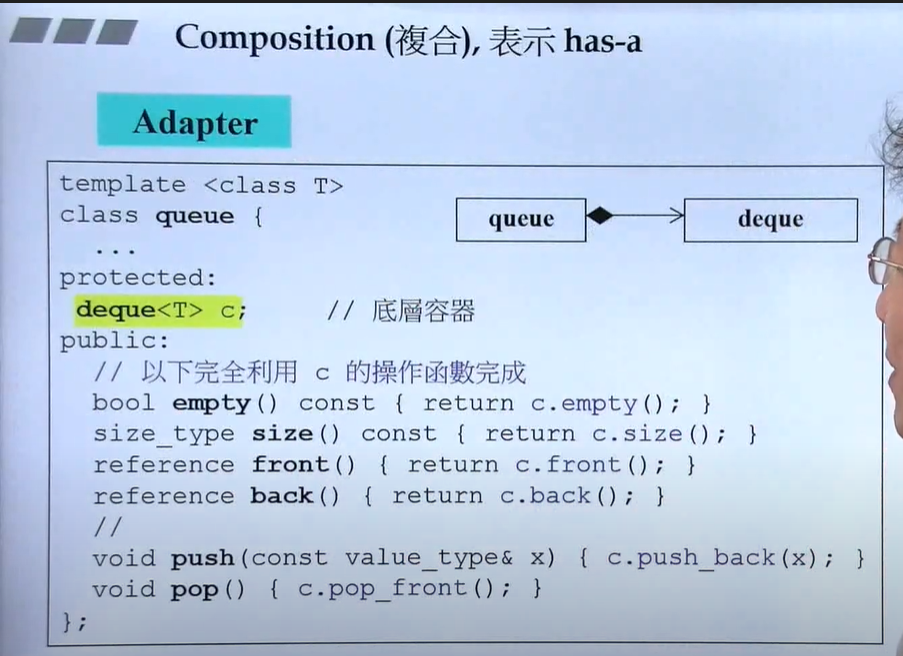 Composition (複合), 表示 has-a
Adapter
template <class T>
class queue {
...
protected:
deque<T> c; // 底層容器
public:
// 以下完全利用 c 的操作函數完成
bool empty() const { return c.empty(); }
size_type size() const { return c.size(); }
reference front() { return c.front(); }
reference back() { return c.back(); }
//
void push(const value_type& x) { c.push_back(x); }
void pop() { c.pop_front(); }
};
queue
deque